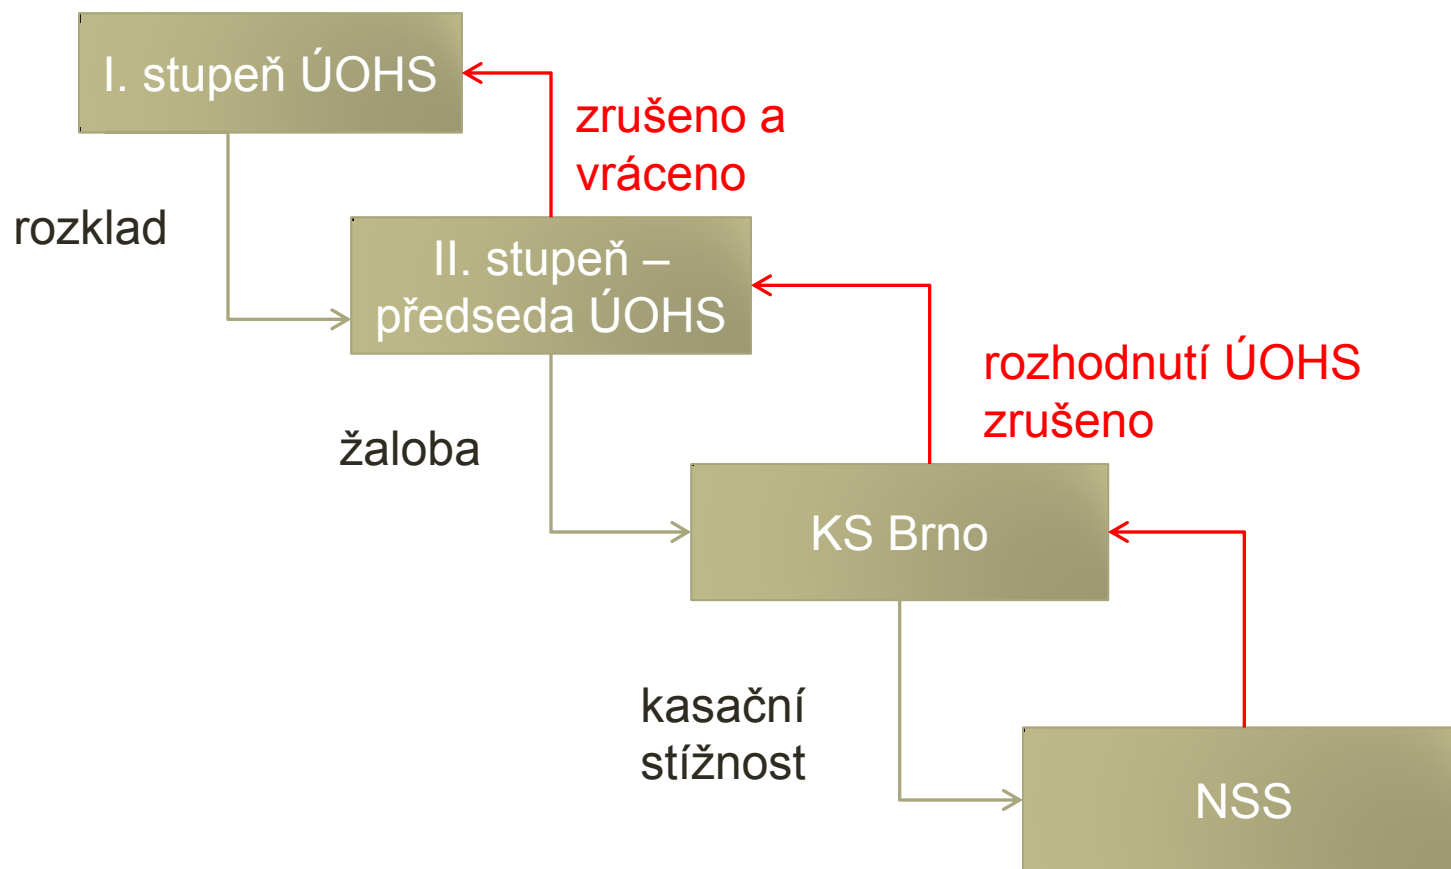 I. stupeň ÚOHS
zrušeno a
vráceno
rozklad
II. stupeň –
předseda ÚOHS
rozhodnutí ÚOHS
zrušeno
žaloba
KS Brno
kasační
stížnost
NSS